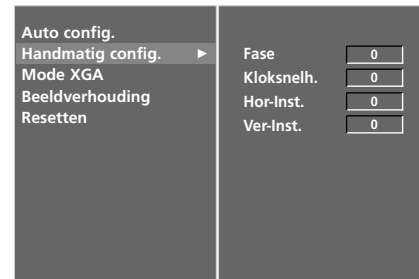 Auto config.
Handmatig config. ►
Mode XGA
Beeldverhouding
Resetten
Fase 0
Kloksnelh. 0
Hor-Inst. 0
Ver-Inst. 0